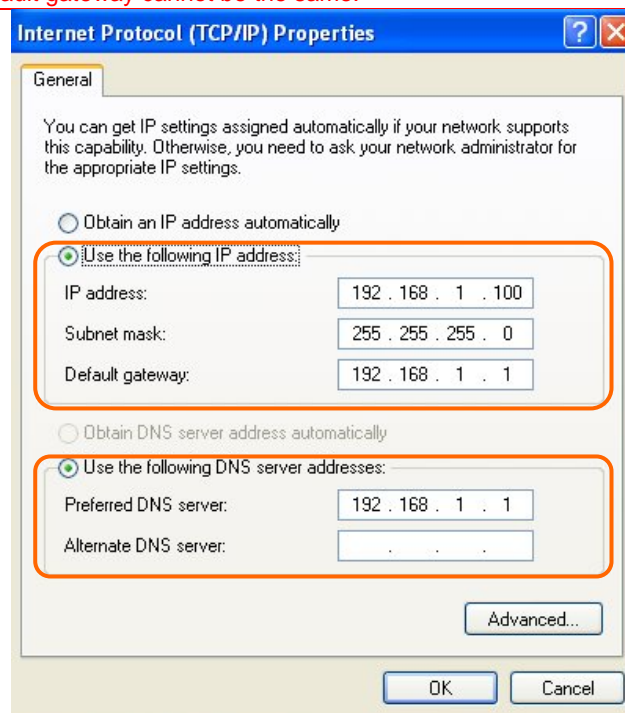 ault gateway cannot be the same.
Internet Protocol (TCP/IP) Properties
General
You can get IP settings assigned automatically if your network supports
this capability. Otherwise, you need to ask your network administrator for
the appropriate IP settings.
Obtain an IP address automatically
Use the following IP address:
IP address: 192 . 168 . 1 . 100
Subnet mask: 255 . 255 . 255 . 0
Default gateway: 192 . 168 . 1 . 1
Obtain DNS server address automatically
Use the following DNS server addresses:
Preferred DNS server: 192 . 168 . 1 . 1
Alternate DNS server: . . .
Advanced...
OK Cancel